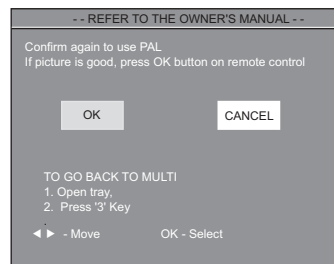 - - REFER TO THE OWNER'S MANUAL - -
Confirm again to use PAL
If picture is good, press OK button on remote control
OK CANCEL
TO GO BACK TO MULTI
1. Open tray,
2. Press '3' Key
.
◄ ► - Move OK - Select